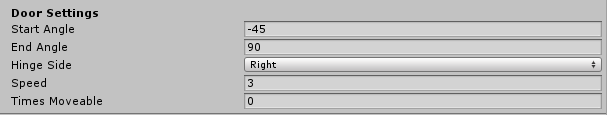 Door Settings
Start Angle -45
End Angle 90
Hinge Side Right
Speed 3
Times Moveable 0